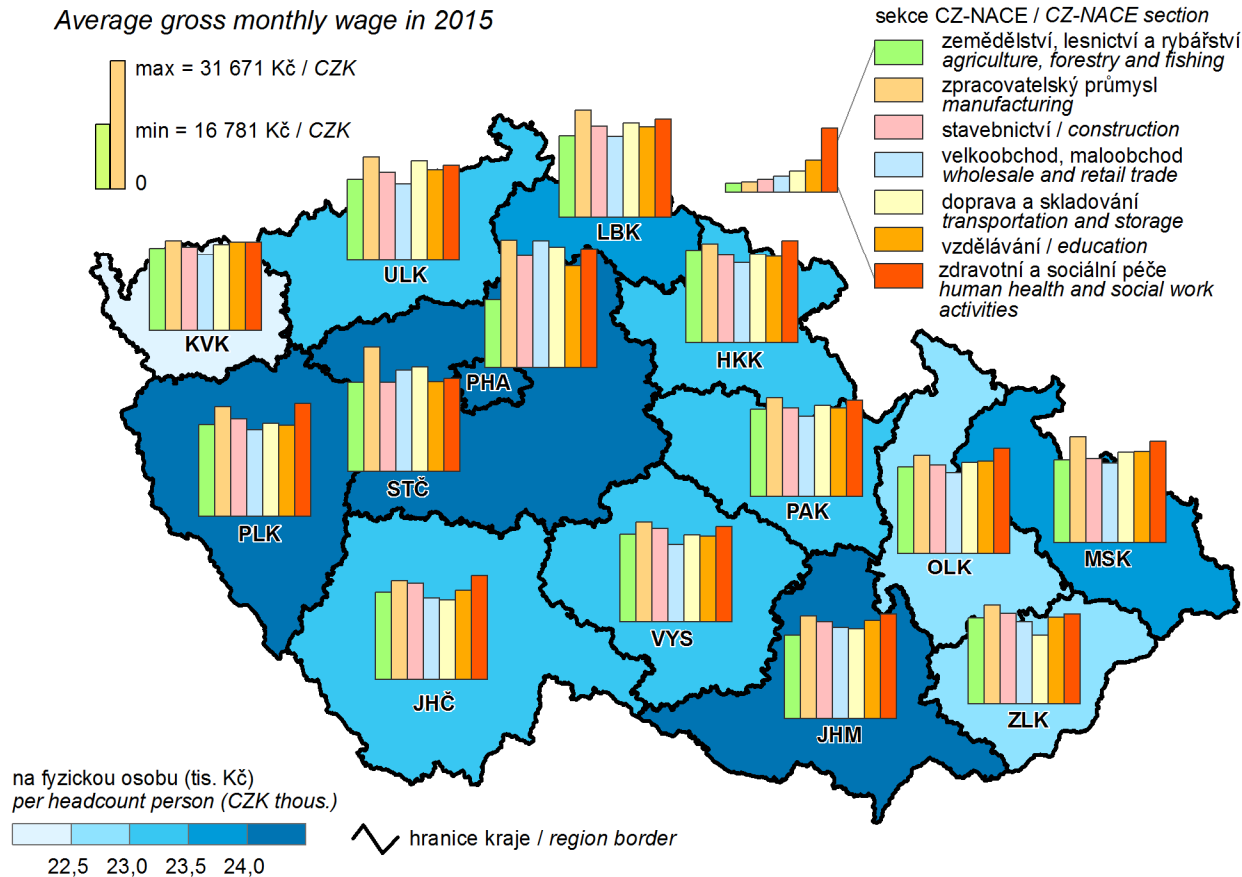 Average gross monthly wage in 2015
max = 31 671 Kč / CZK
min = 16 781 Kč / CZK
0
sekce CZ-NACE / CZ-NACE section
zemědělství, lesnictví a rybářství
agriculture, forestry and fishing
zpracovatelský průmysl
manufacturing
stavebnictví / construction
velkoobchod, maloobchod
wholesale and retail trade
doprava a skladování
transportation and storage
vzdělávání / education
zdravotní a sociální péče
human health and social work
activities
LBK
ULK
KVK
HKK
PHA
STČ
PLK
PAK
OLK
MSK
VYS
JHČ
ZLK
JHM
na fyzickou osobu (tis. Kč)
per headcount person (CZK thous.)
22,5 23,0 23,5 24,0
hranice kraje / region border